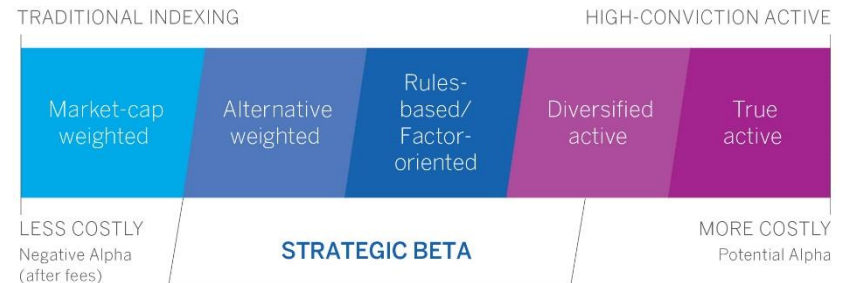 TRADITIONAL INDEXING
HIGH-CONVICTION ACTIVE
Market-cap
weighted
Alternative
weighted
Rules-
based/
Factor-
oriented
Diversified
active
True
active
LESS COSTLY
Negative Alpha
(after fees)
STRATEGIC BETA
MORE COSTLY
Potential Alpha